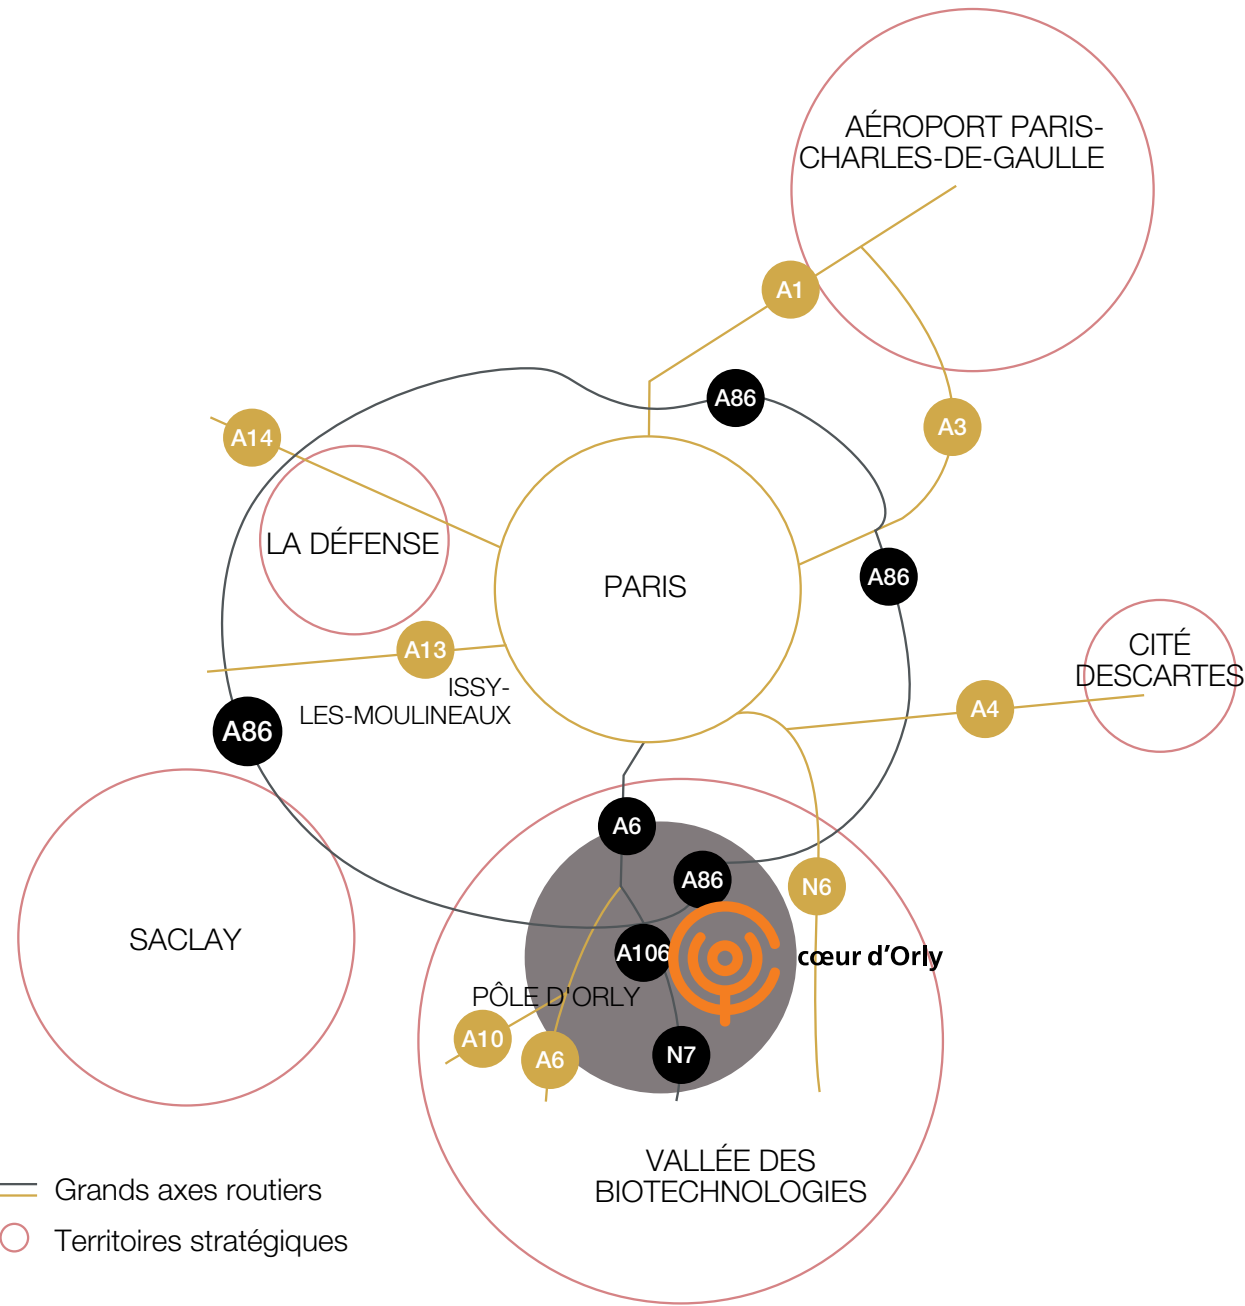 AÉROPORT PARIS-
CHARLES-DE-GAULLE
A1
A86
A3
A14
LA DÉFENSE
PARIS
A86
A13
ISSY-
LES-MOULINEAUX
CITÉ
DESCARTES
A4
A86
A6
A86
N6
SACLAY
A106
cœur d'Orly
PÔLE D'ORLY
A10
A6
N7
VALLÉE DES
BIOTECHNOLOGIES
Grands axes routiers
Territoires stratégiques